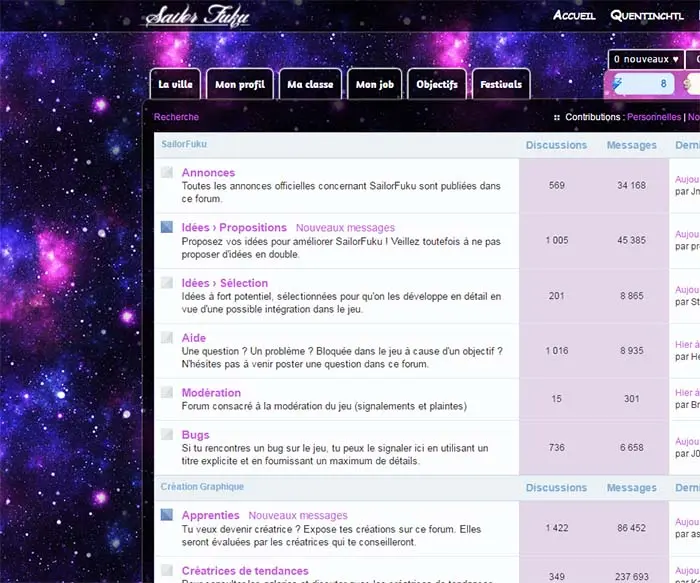 Sailor Fuku
Accueil Quentinchtl
0 nouveaux ♥
8
La ville Mon profil Ma classe Mon job Objectifs Festivals
Recherche Contributions : Personnelles | No
SailorFuku Discussions Messages Derni
Annonces
Toutes les annonces officielles concernant SailorFuku sont publiées dans
ce forum.
569 34 168
Aujou
par Jn
Idées › Propositions Nouveaux messages
Proposez vos idées pour améliorer SailorFuku ! Veillez toutefois à ne pas
proposer d'idées en double.
1 005 45 385
Aujou
par pr
Idées › Sélection
Idées à fort potentiel, sélectionnées pour qu'on les développe en détail en
vue d'une possible intégration dans le jeu.
201 8 865
Aujou
par St
Aide
Une question ? Un problème ? Bloquée dans le jeu à cause d'un objectif ?
N'hésites pas à venir poster une question dans ce forum.
1 016 8 935
Hier à
par He
Modération
Forum consacré à la modération du jeu (signalements et plaintes)
15 301
Hier à
par Br
Bugs
Si tu rencontres un bug sur le jeu, tu peux le signaler ici en utilisant un
titre explicite et en fournissant un maximum de détails.
736 6 658
Aujou
par J0
Création Graphique Discussions Messages Derni
Apprenties Nouveaux messages
Tu veux devenir créatrice ? Expose tes créations sur ce forum. Elles
seront évaluées par les créatrices qui te conseilleront.
1 422 86 452
Aujou
par as
Créatrices de tendances
349 237 693
Aujou